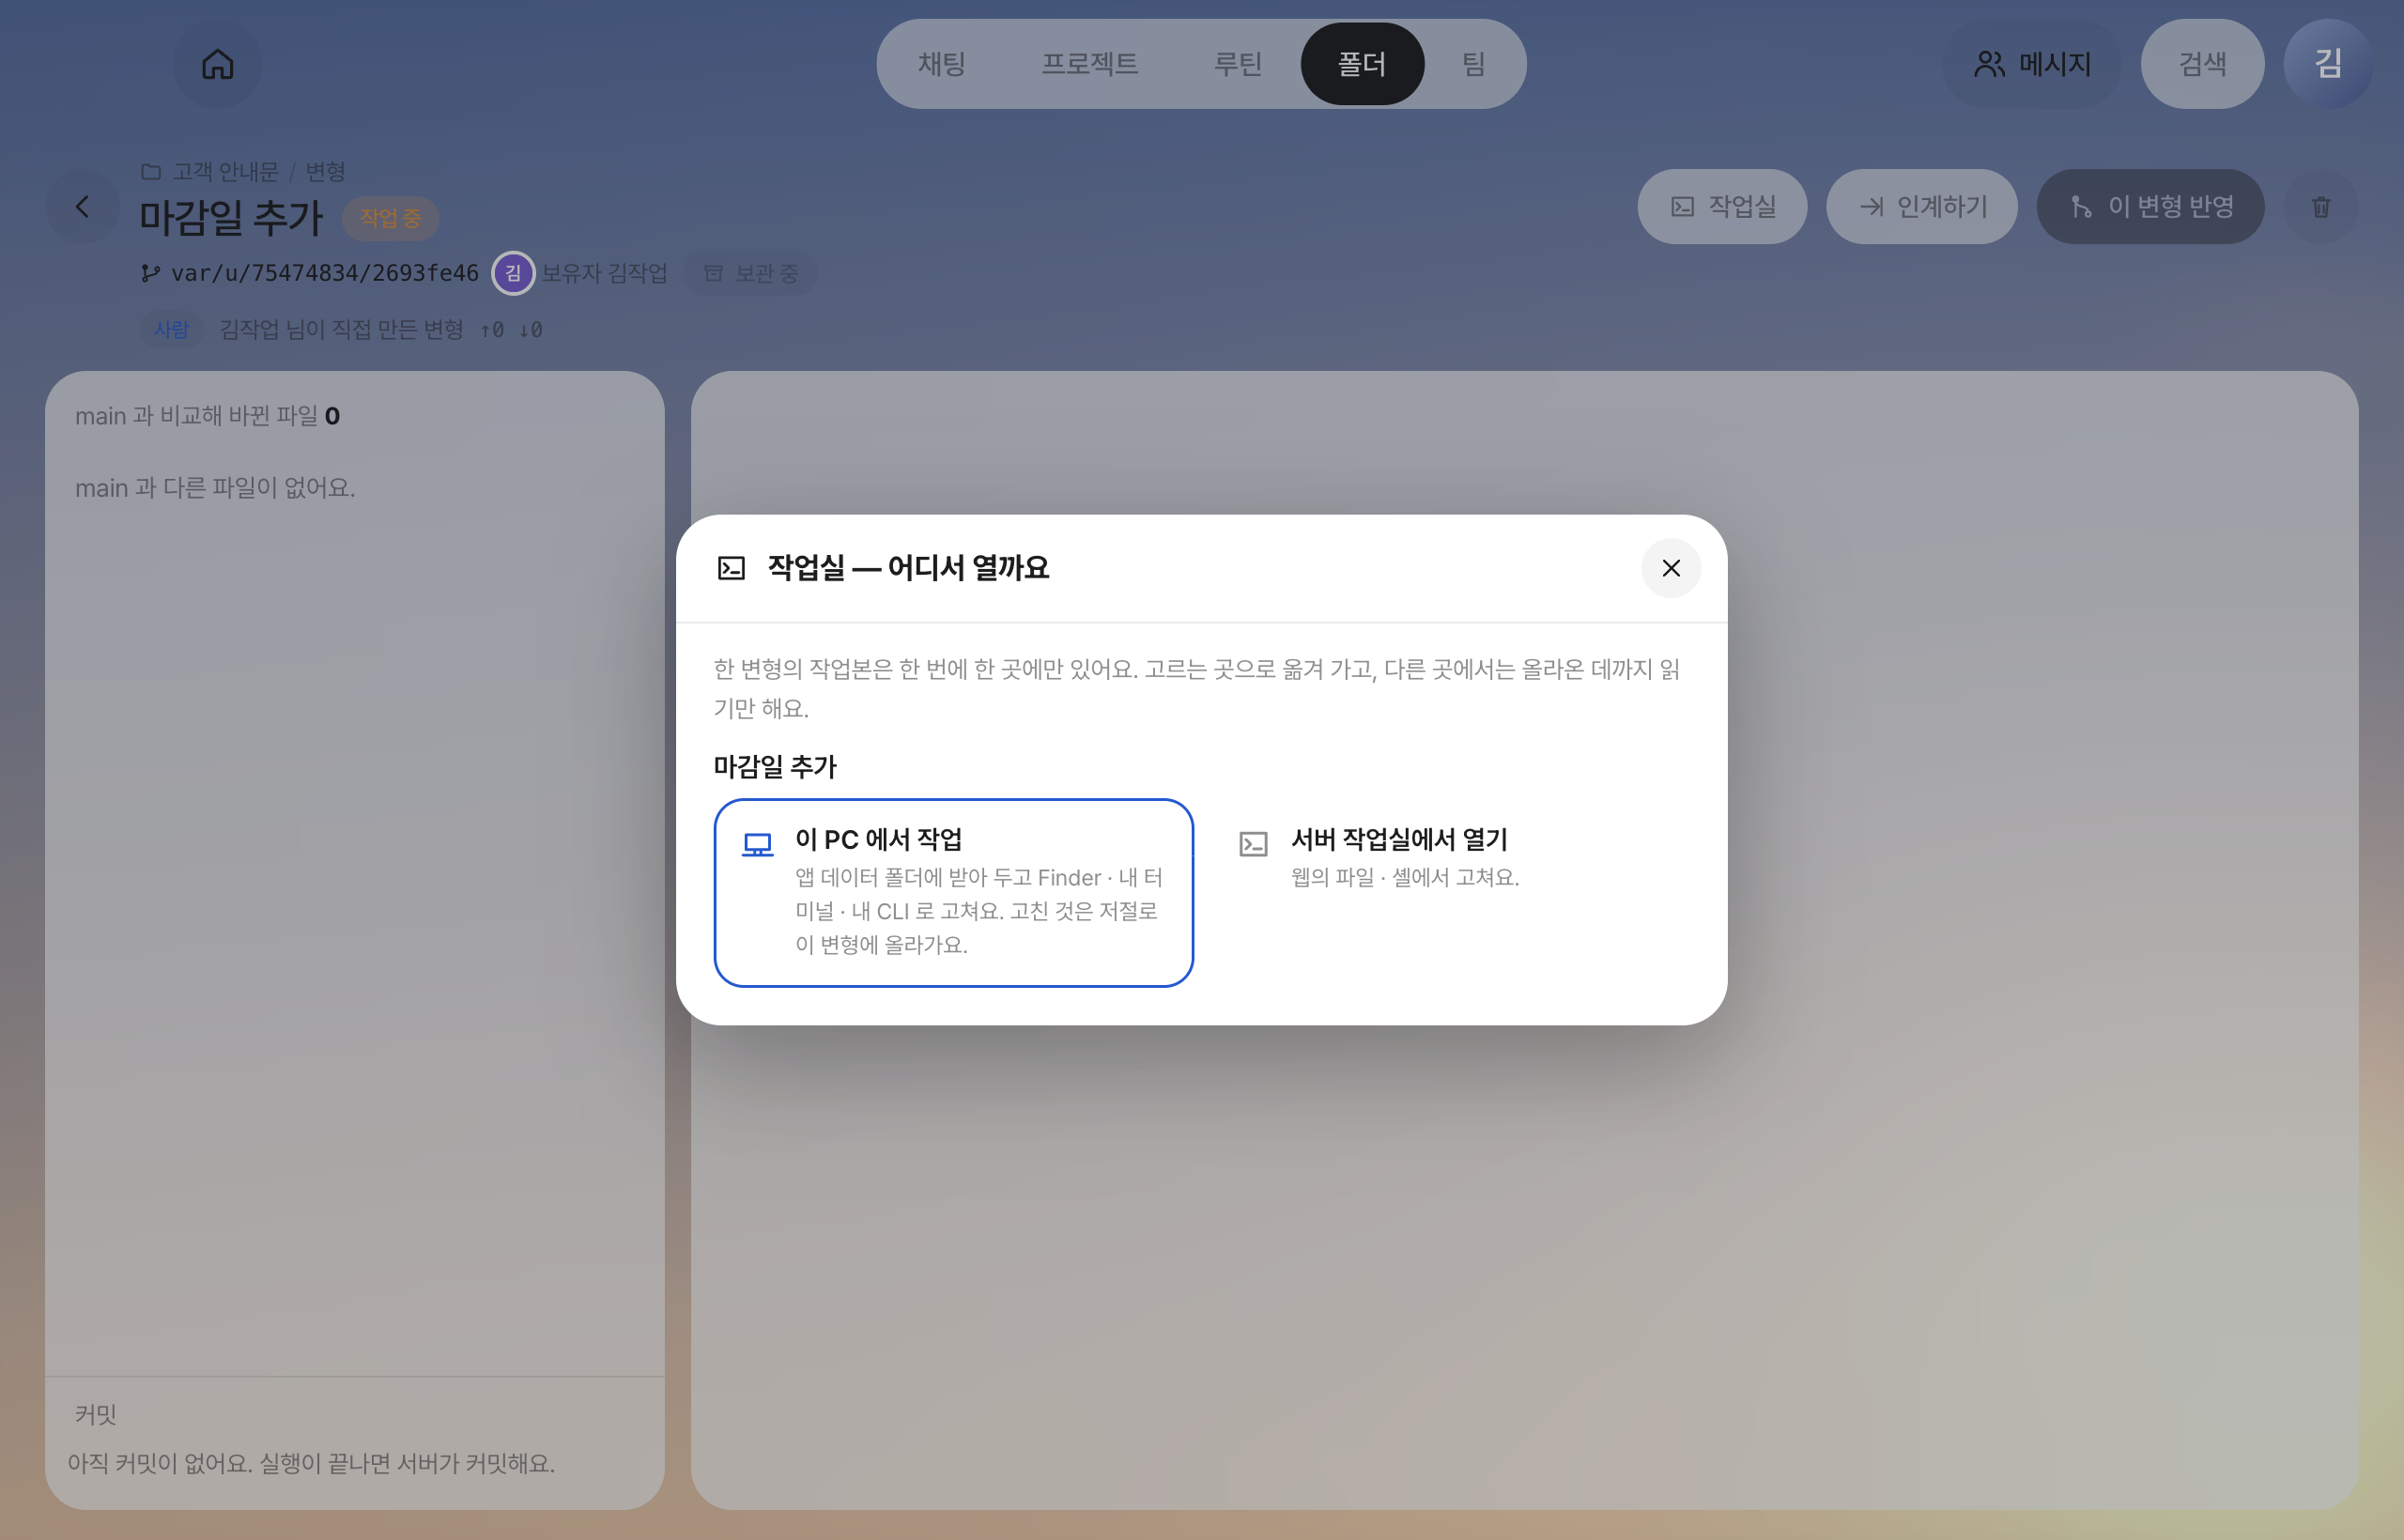 채팅 프로젝트 루틴 폴더 팀 메시지 검색 김
고객 안내문 / 변형
마감일 추가 작업 중
작업실 인계하기 이 변형 반영
var/u/75474834/2693fe46 김 보유자 김작업 보관 중
사람 김작업 님이 직접 만든 변형 ↑0 ↓0
main 과 비교해 바뀐 파일 0
main 과 다른 파일이 없어요.
작업실 — 어디서 열까요
한 변형의 작업본은 한 번에 한 곳에만 있어요. 고르는 곳으로 옮겨 가고, 다른 곳에서는 올라온 데까지 읽
기만 해요.
마감일 추가
이 PC 에서 작업
앱 데이터 폴더에 받아 두고 Finder · 내 터
미널 · 내 CLI 로 고쳐요. 고친 것은 저절로
이 변형에 올라가요.
서버 작업실에서 열기
웹의 파일 · 셸에서 고쳐요.
커밋
아직 커밋이 없어요. 실행이 끝나면 서버가 커밋해요.